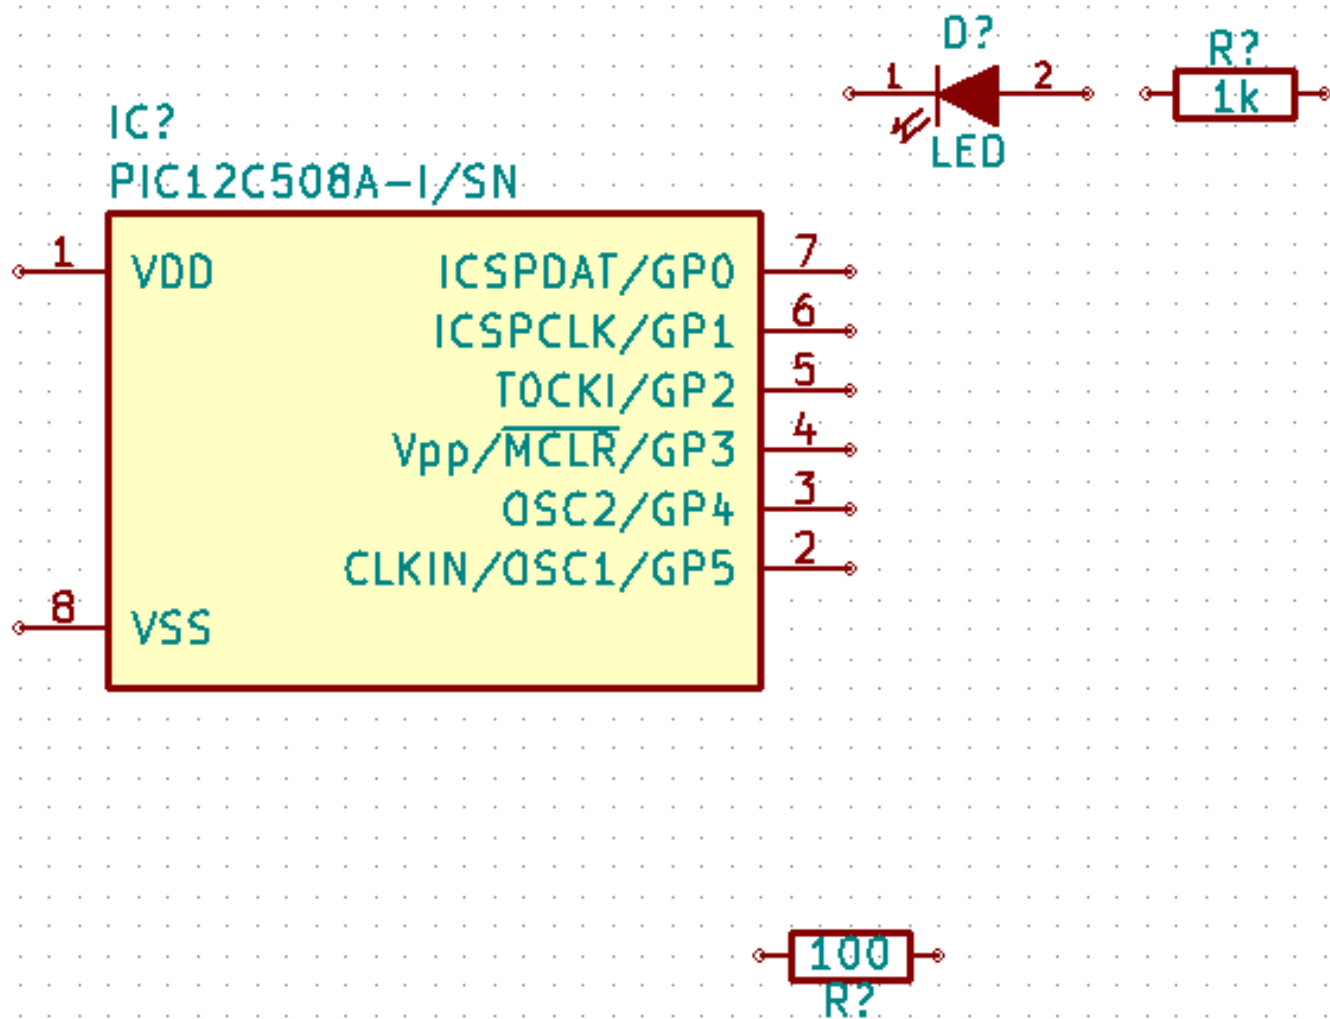 D?
1
2
LED
R?
1k
IC?
PIC12C508A-I/SN
1
VDD
ICSPDAT/GP0
7
ICSPCLK/GP1
6
T0CKI/GP2
5
Vpp/MCLR/GP3
4
OSC2/GP4
3
CLKIN/OSC1/GP5
2
8
VSS
100
R?